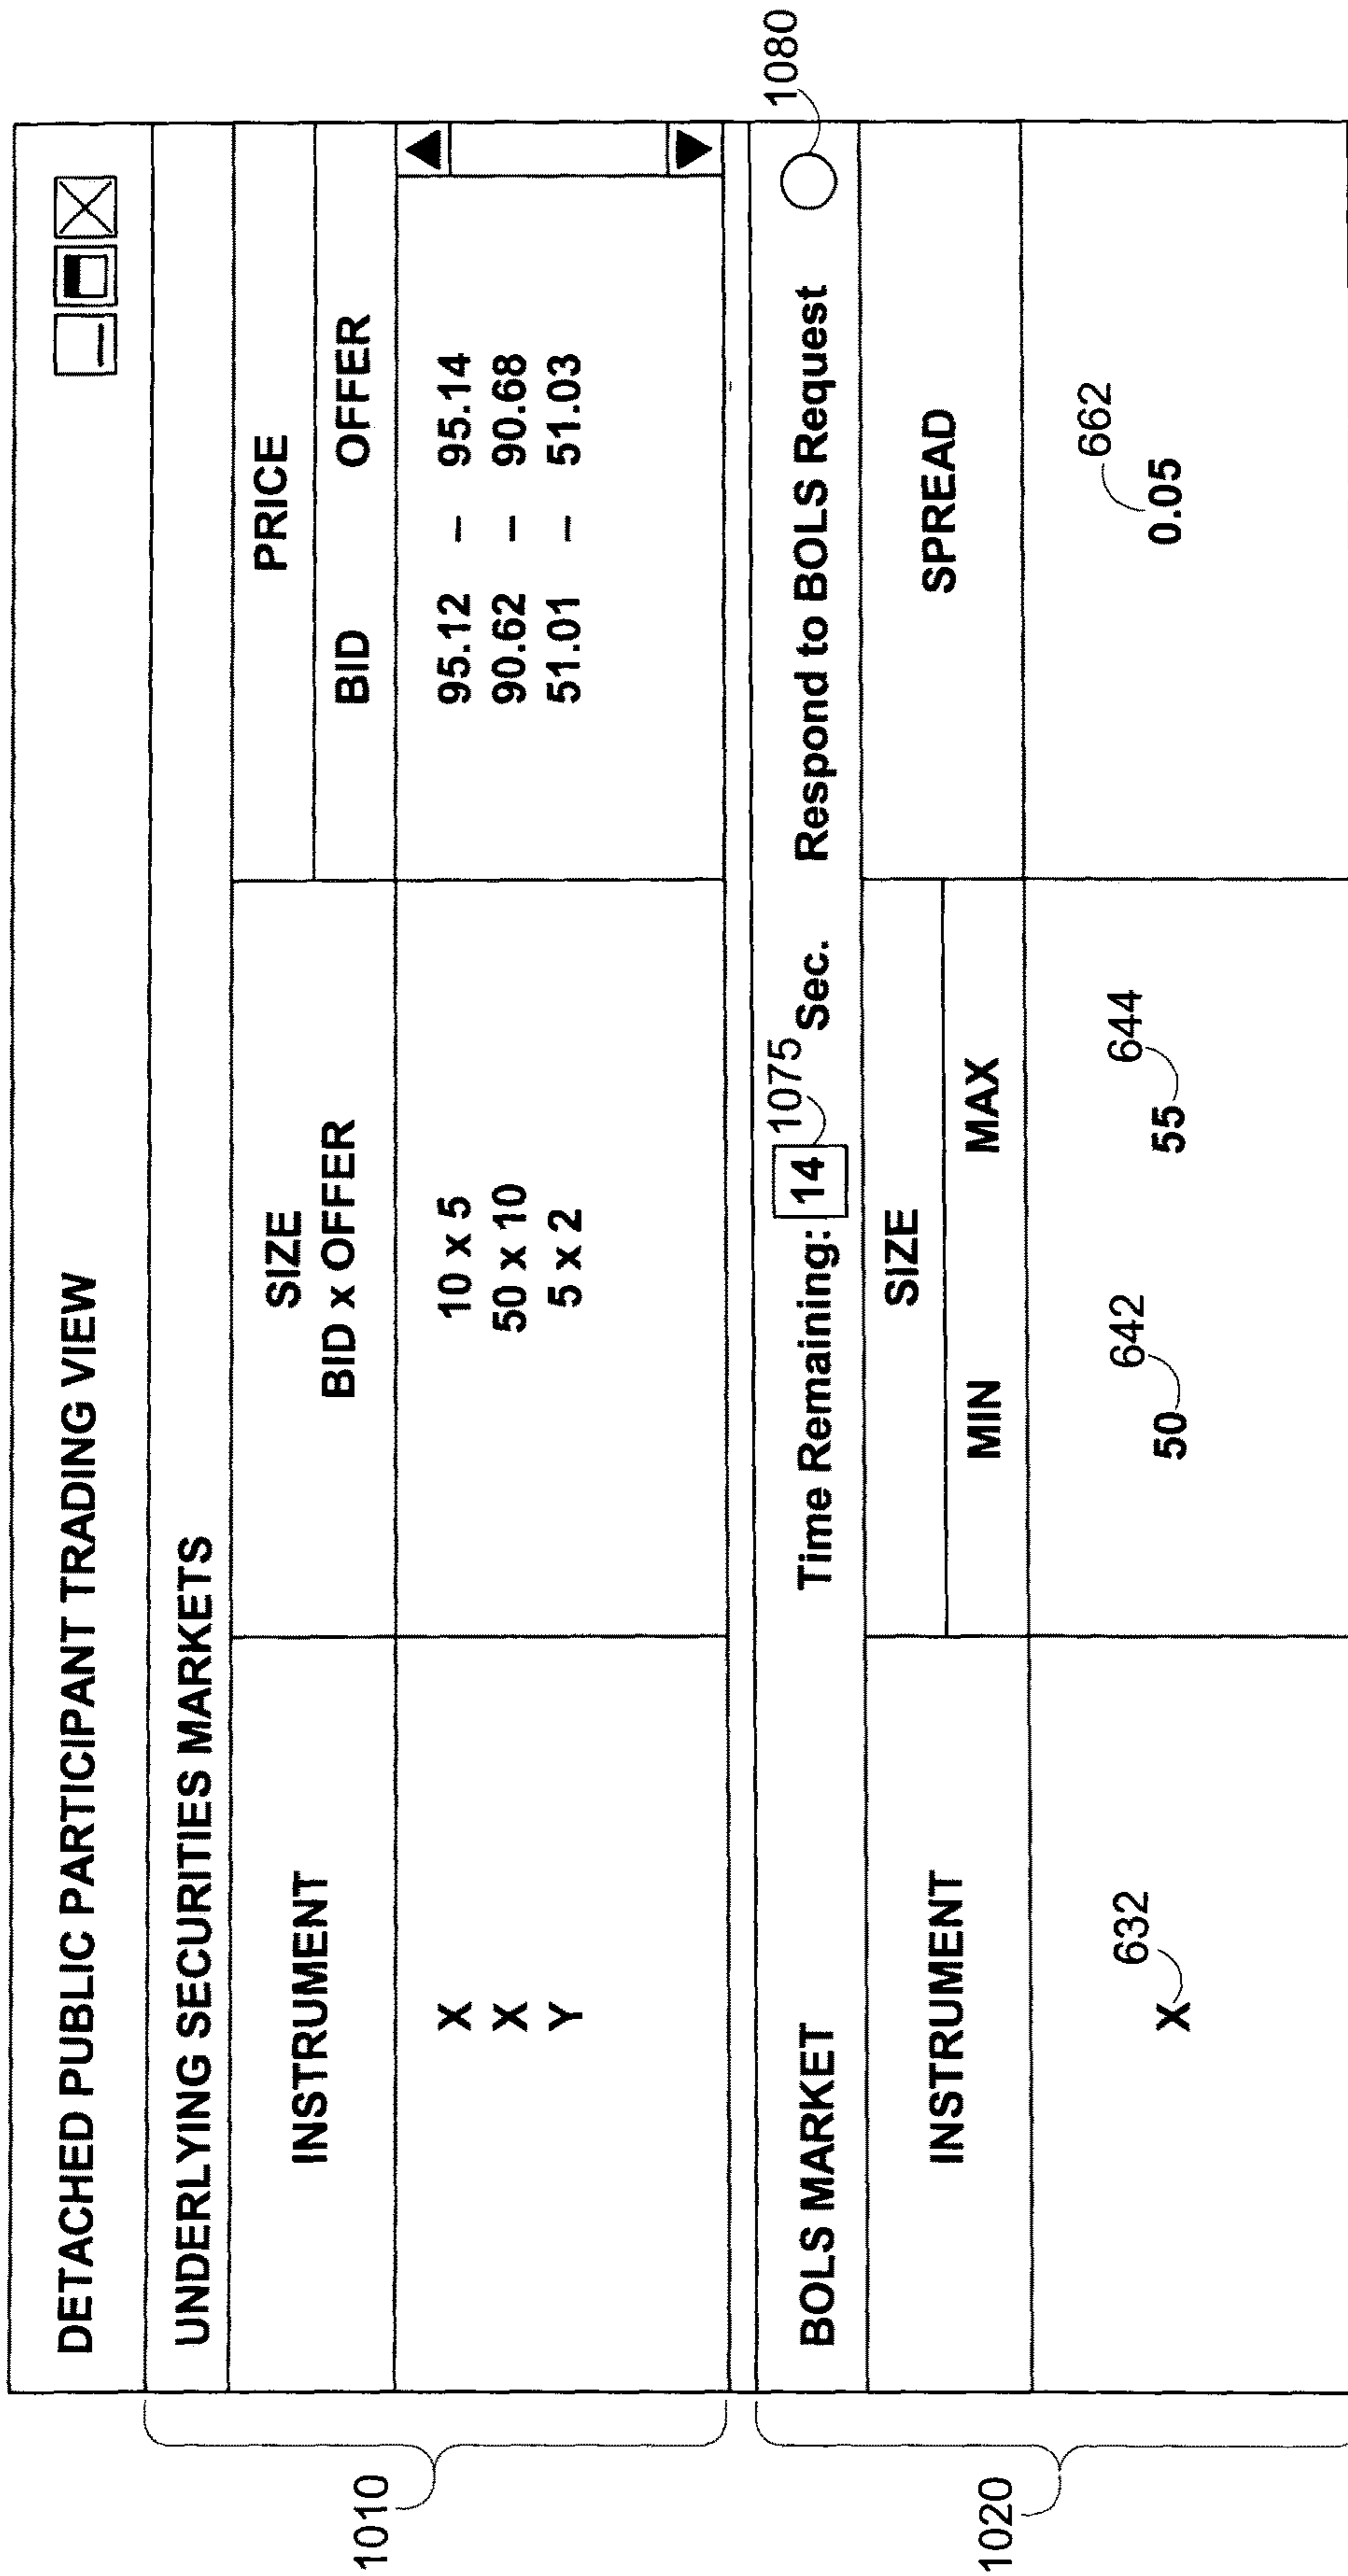 DETACHED PUBLIC PARTICIPANT TRADING VIEW
1010
UNDERLYING SECURITIES MARKETS
INSTRUMENT SIZE PRICE
BID x OFFER BID OFFER
X 10 x 5 95.12 – 95.14
X 50 x 10 90.62 – 90.68
Y 5 x 2 51.01 – 51.03
1020
BOLS MARKET Time Remaining: 14 Sec. Respond to BOLS Request
1075
1080
INSTRUMENT SIZE SPREAD
MIN MAX
632 642 644 662
X 50 55 0.05